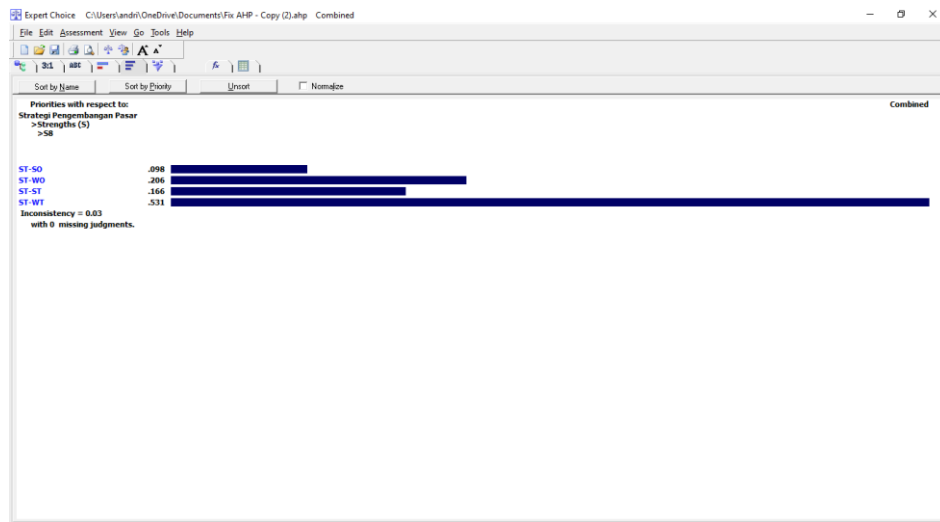 Expert Choice C:\Users\andri\OneDrive\Documents\Fix AHP - Copy (2).ahp Combined
File Edit Assessment View Go Tools Help
A A
3:1 ABC fx
Sort by Name Sort by Priority Unsort Normalize
Priorities with respect to: Combined
Strategi Pengembangan Pasar
>Strengths (S)
>S8
ST-SO .098
ST-WO .206
ST-ST .166
ST-WT .531
Inconsistency = 0.03
with 0 missing judgments.